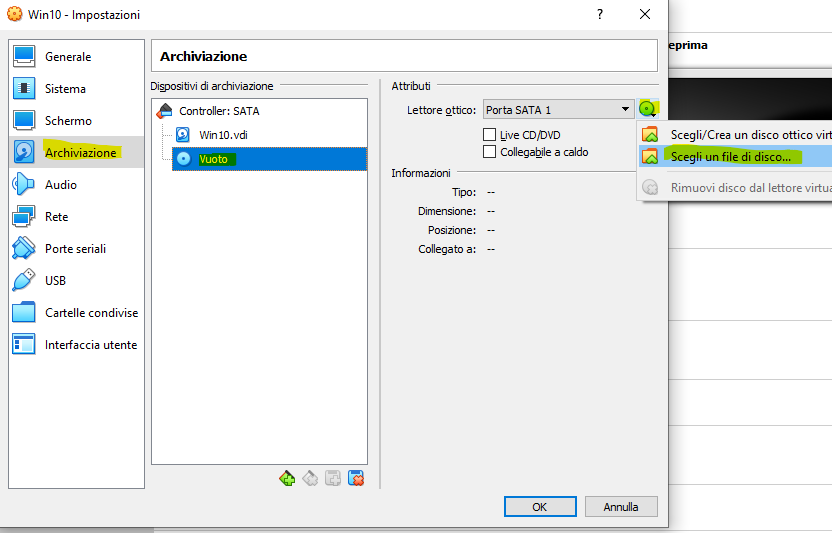 Win10 - Impostazioni
?
Generale
Sistema
Schermo
Archiviazione
Audio
Rete
Porte seriali
USB
Cartelle condivise
Interfaccia utente
Archiviazione
Dispositivi di archiviazione
Controller: SATA
Win10.vdi
Vuoto
Attributi
Lettore ottico: Porta SATA 1
Live CD/DVD
Collegabile a caldo
Informazioni
Tipo: --
Dimensione: --
Posizione: --
Collegato a: --
OK
Annulla
eprima
Scegli/Crea un disco ottico virt
Scegli un file di disco...
Rimuovi disco dal lettore virtua